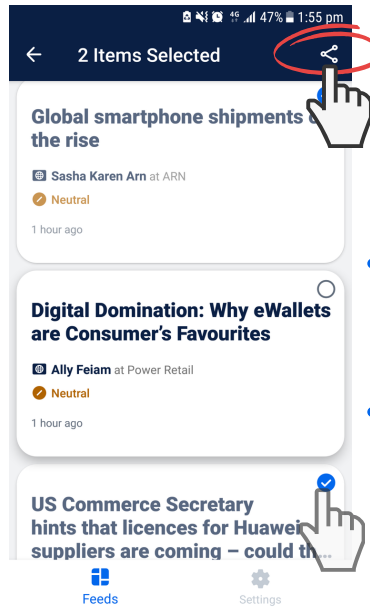 4G 47% 1:55 pm
2 Items Selected
Global smartphone shipments
the rise
Sasha Karen Arn at ARN
Neutral
1 hour ago
Digital Domination: Why eWallets
are Consumer's Favourites
Ally Feiam at Power Retail
Neutral
1 hour ago
US Commerce Secretary
hints that licences for Huawei
suppliers are coming – could th...
Feeds
Settings